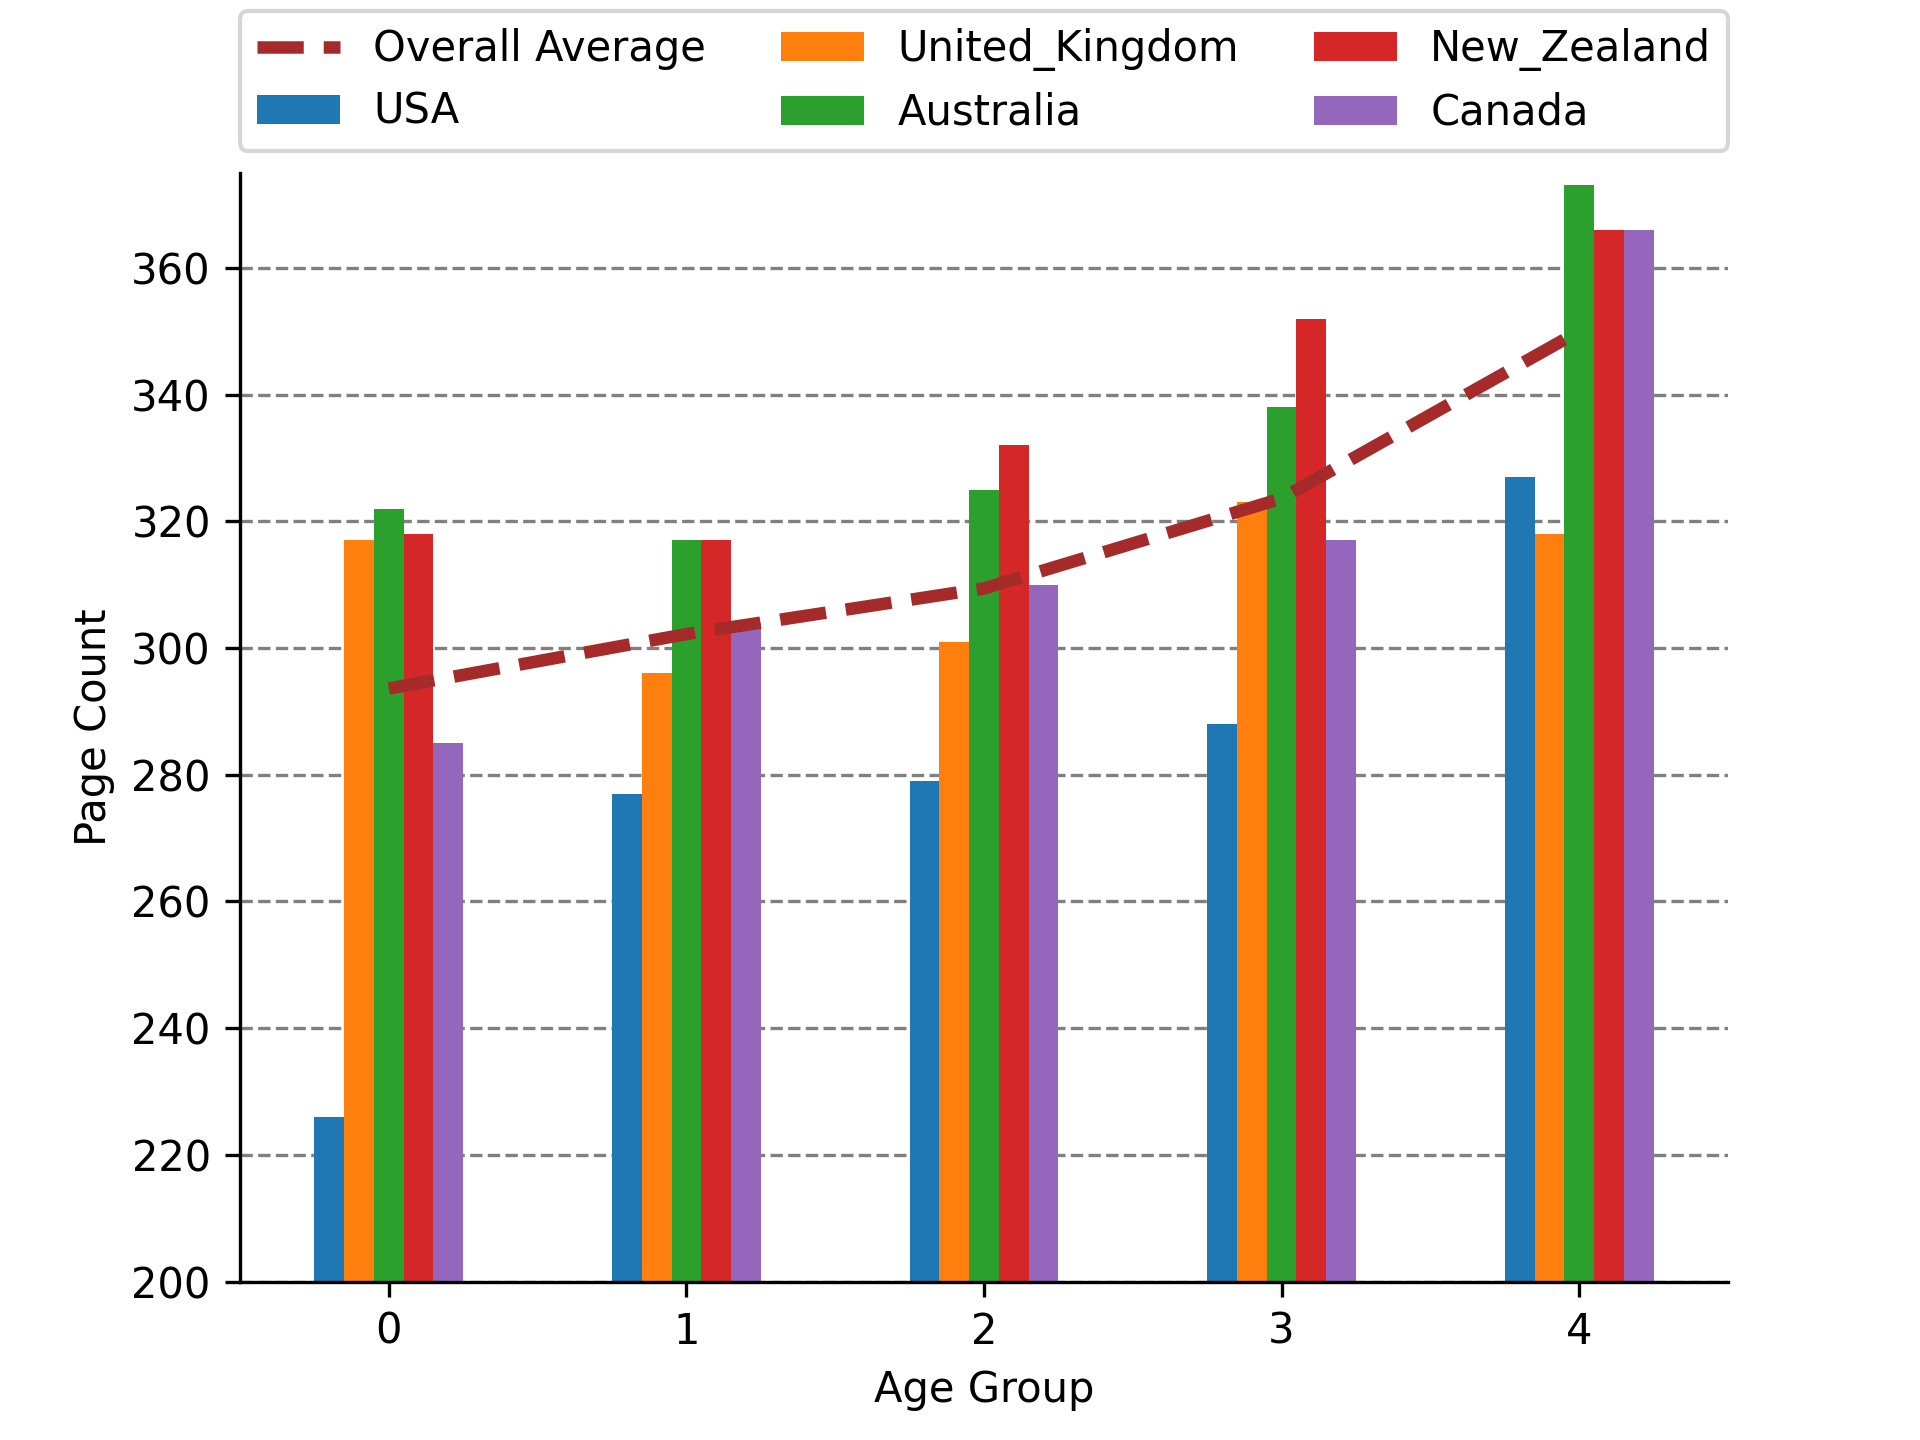 Overall Average United_Kingdom New_Zealand
USA Australia Canada
360
340
320
300
280
260
240
220
200
Page Count
0 1 2 3 4
Age Group